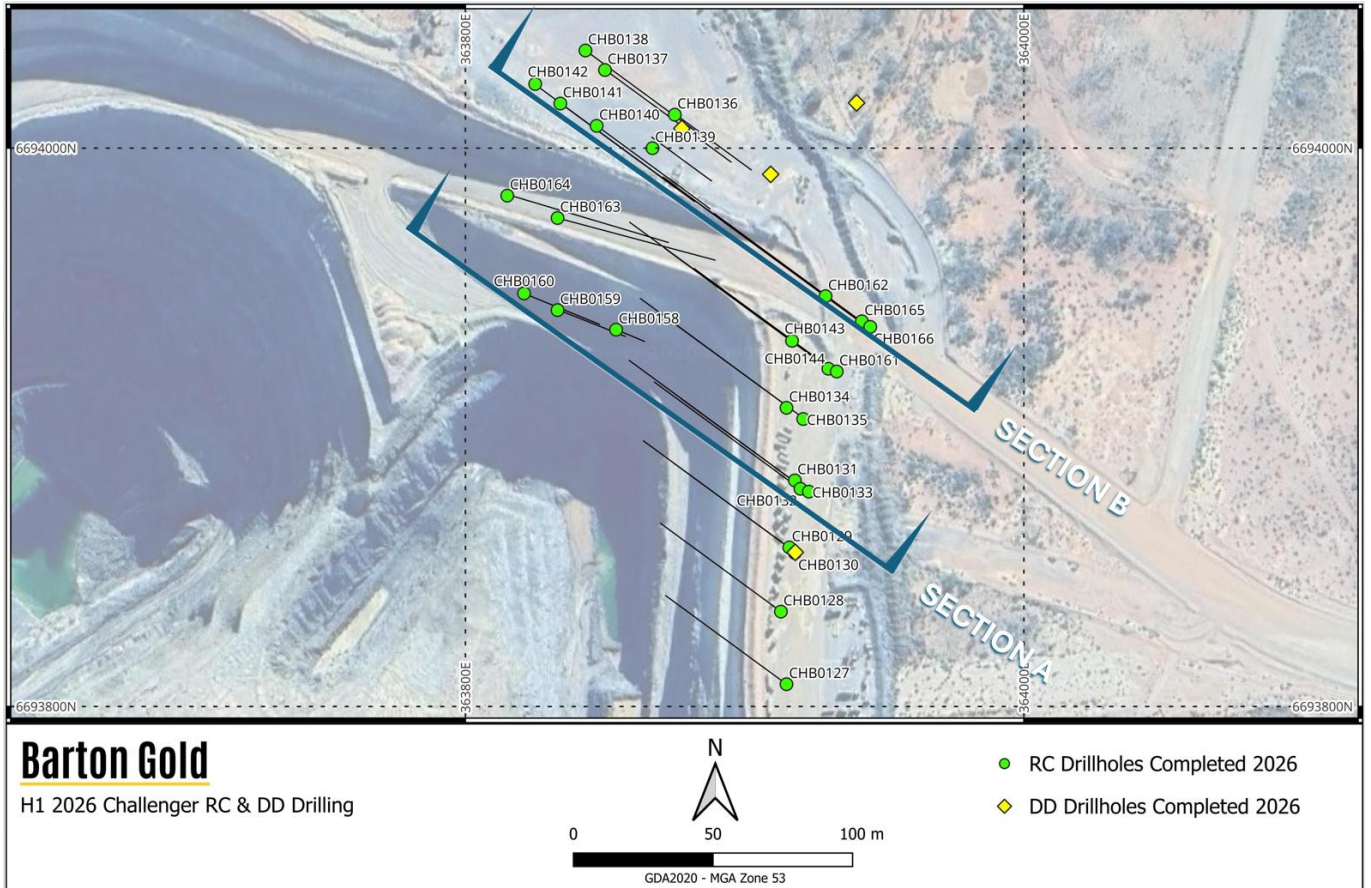 363800E
364000E
CHB0138
CHB0137
CHB0142
CHB0141
CHB0136
CHB0140
CHB0139
6694000N
6694000N
CHB0164
CHB0163
CHB0160
CHB0159
CHB0158
CHB0162
CHB0165
CHB0166
CHB0143
CHB0144
CHB0161
CHB0134
CHB0135
SECTION B
CHB0131
CHB0132
CHB0133
CHB0129
CHB0130
SECTION A
CHB0128
CHB0127
363800E
364000E
6693800N
6693800N
Barton Gold
H1 2026 Challenger RC & DD Drilling
N
0 50 100 m
GDA2020 - MGA Zone 53
RC Drillholes Completed 2026
DD Drillholes Completed 2026